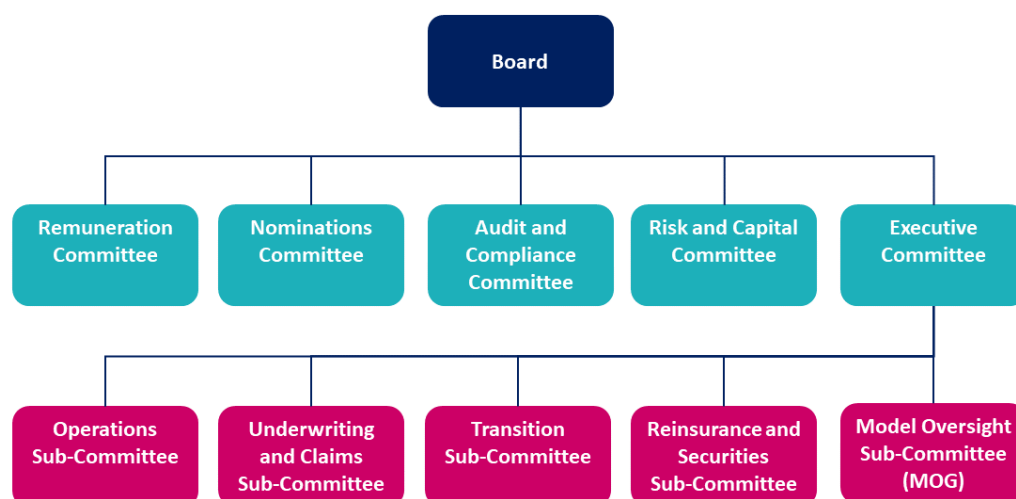 Board
Remuneration
Committee
Nominations
Committee
Audit and
Compliance
Committee
Risk and Capital
Committee
Executive
Committee
Operations
Sub-Committee
Underwriting
and Claims
Sub-Committee
Transition
Sub-Committee
Reinsurance and
Securities
Sub-Committee
Model Oversight
Sub-Committee
(MOG)